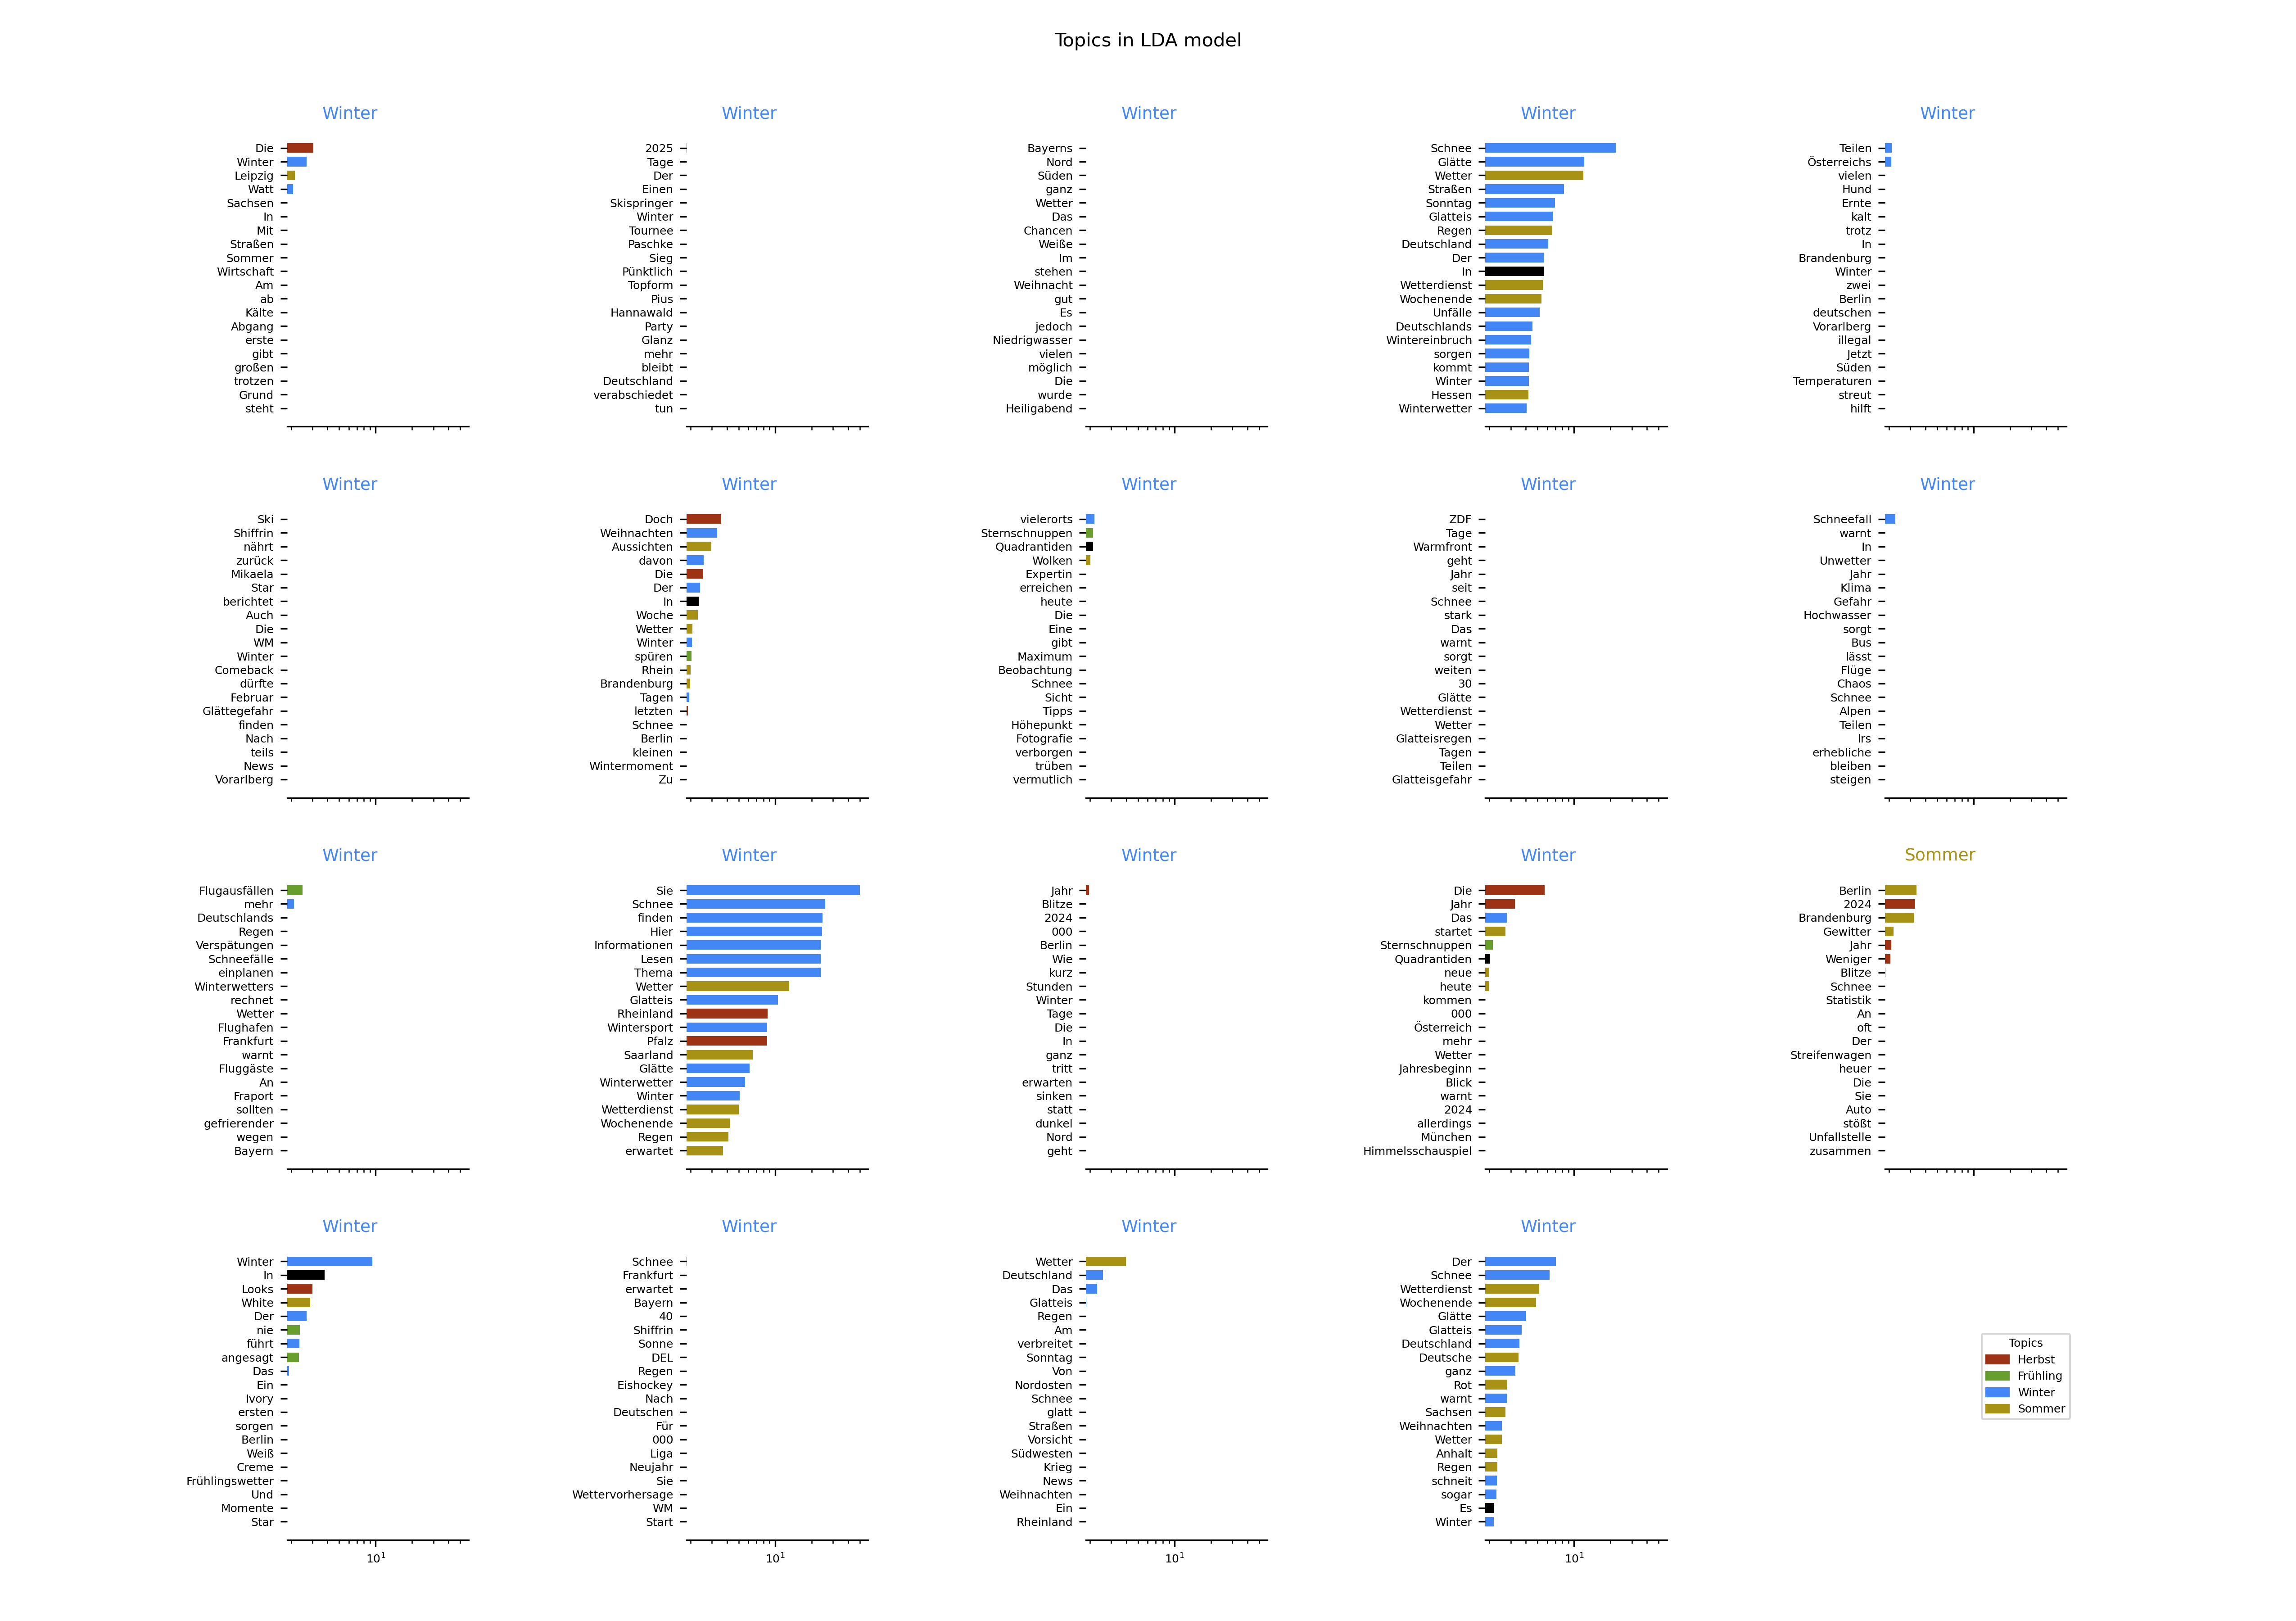 Topics in LDA model
Winter
Die
Winter
Leipzig
Watt
Sachsen
In
Mit
Straßen
Sommer
Wirtschaft
Am
ab
Kälte
Abgang
erste
gibt
großen
trotzen
Grund
steht
Winter
2025
Tage
Der
Einen
Skispringer
Winter
Tournee
Paschke
Sieg
Pünktlich
Topform
Pius
Hannawald
Party
Glanz
mehr
bleibt
Deutschland
verabschiedet
tun
Winter
Bayerns
Nord
Süden
ganz
Wetter
Das
Chancen
Weiße
Im
stehen
Weihnacht
gut
Es
jedoch
Niedrigwasser
vielen
möglich
Die
wurde
Heiligabend
Winter
Schnee
Glätte
Wetter
Straßen
Sonntag
Glatteis
Regen
Deutschland
Der
In
Wetterdienst
Wochenende
Unfälle
Deutschlands
Wintereinbruch
sorgen
kommt
Winter
Hessen
Winterwetter
Winter
Teilen
Österreichs
vielen
Hund
Ernte
kalt
trotz
In
Brandenburg
Winter
zwei
Berlin
deutschen
Vorarlberg
illegal
Jetzt
Süden
Temperaturen
streut
hilft
Winter
Ski
Shiffrin
nährt
zurück
Mikaela
Star
berichtet
Auch
Die
WM
Winter
Comeback
dürfte
Februar
Glättegefahr
finden
Nach
teils
News
Vorarlberg
Winter
Doch
Weihnachten
Aussichten
davon
Die
Der
In
Woche
Wetter
Winter
spüren
Rhein
Brandenburg
Tagen
letzten
Schnee
Berlin
kleinen
Wintermoment
Zu
Winter
vielerorts
Sternschnuppen
Quadrantiden
Wolken
Expertin
erreichen
heute
Die
Eine
gibt
Maximum
Beobachtung
Schnee
Sicht
Tipps
Höhepunkt
Fotografie
verborgen
trüben
vermutlich
Winter
ZDF
Tage
Warmfront
geht
Jahr
seit
Schnee
stark
Das
warnt
sorgt
weiten
30
Glätte
Wetterdienst
Wetter
Glatteisregen
Tagen
Teilen
Glatteisgefahr
Winter
Schneefall
warnt
In
Unwetter
Jahr
Klima
Gefahr
Hochwasser
sorgt
Bus
lässt
Flüge
Chaos
Schnee
Alpen
Teilen
Irs
erhebliche
bleiben
steigen
Winter
Flugausfällen
mehr
Deutschlands
Regen
Verspätungen
Schneefälle
einplanen
Winterwetters
rechnet
Wetter
Flughafen
Frankfurt
warnt
Fluggäste
An
Fraport
sollten
gefrierender
wegen
Bayern
Winter
Sie
Schnee
finden
Hier
Informationen
Lesen
Thema
Wetter
Glatteis
Rheinland
Wintersport
Pfalz
Saarland
Glätte
Winterwetter
Winter
Wetterdienst
Wochenende
Regen
erwartet
Winter
Jahr
Blitze
2024
000
Berlin
Wie
kurz
Stunden
Winter
Tage
Die
In
ganz
tritt
erwarten
sinken
statt
dunkel
Nord
geht
Winter
Die
Jahr
Das
startet
Sternschnuppen
Quadrantiden
neue
heute
kommen
000
Österreich
mehr
Wetter
Jahresbeginn
Blick
warnt
2024
allerdings
München
Himmelsschauspiel
Sommer
Berlin
2024
Brandenburg
Gewitter
Jahr
Weniger
Blitze
Schnee
Statistik
An
oft
Der
Streifenwagen
heuer
Die
Sie
Auto
stößt
Unfallstelle
zusammen
Winter
Winter
In
Looks
White
Der
nie
führt
angesagt
Das
Ein
Ivory
ersten
sorgen
Berlin
Weiß
Creme
Frühlingswetter
Und
Momente
Star
10¹
Winter
Schnee
Frankfurt
erwartet
Bayern
40
Shiffrin
Sonne
DEL
Regen
Eishockey
Nach
Deutschen
Für
000
Liga
Neujahr
Sie
Wettervorhersage
WM
Start
10¹
Winter
Wetter
Deutschland
Das
Glatteis
Regen
Am
verbreitet
Sonntag
Von
Nordosten
Schnee
glatt
Straßen
Vorsicht
Südwesten
Krieg
News
Weihnachten
Ein
Rheinland
10¹
Winter
Der
Schnee
Wetterdienst
Wochenende
Glätte
Glatteis
Deutschland
Deutsche
ganz
Rot
warnt
Sachsen
Weihnachten
Wetter
Anhalt
Regen
schneit
sogar
Es
Winter
10¹
Topics
Herbst
Frühling
Winter
Sommer